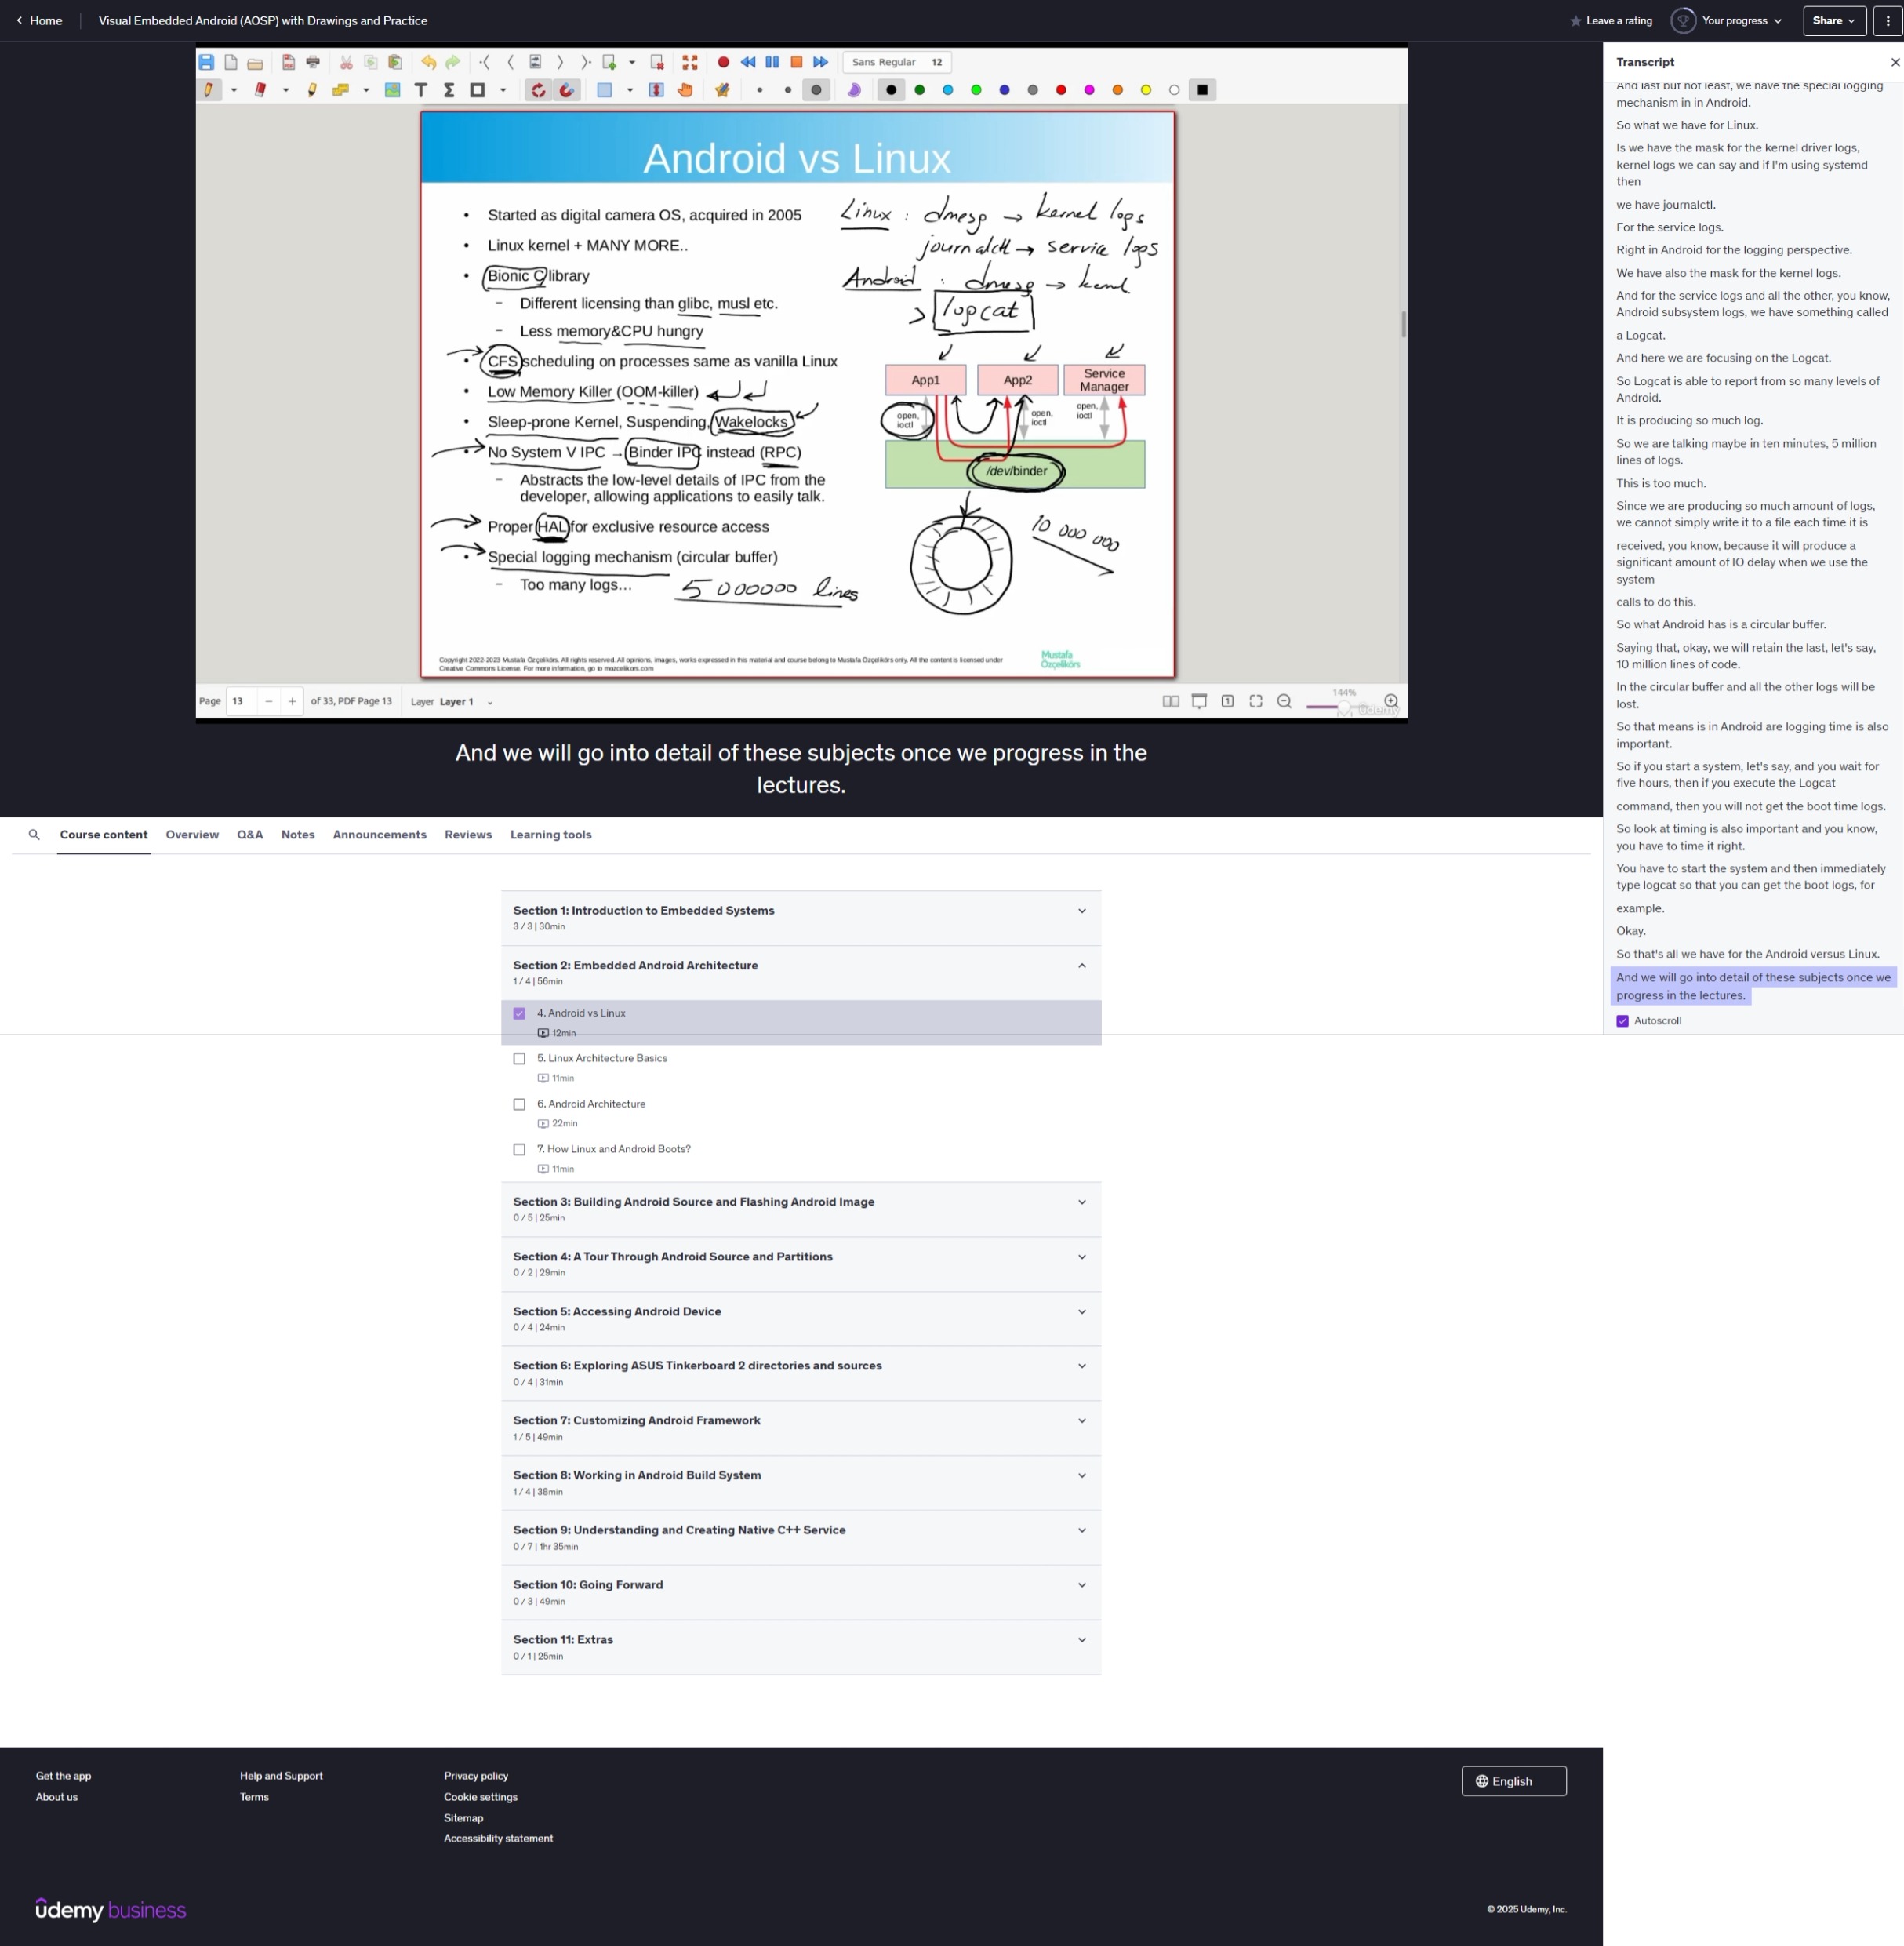 Home
Visual Embedded Android (AOSP) with Drawings and Practice
Leave a rating
Your progress
Share
Sans Regular 12
Android vs Linux
Started as digital camera OS, acquired in 2005
Linux kernel + MANY MORE..
Bionic C library
Different licensing than glibc, musl etc.
Less memory&CPU hungry
CFS scheduling on processes same as vanilla Linux
Low Memory Killer (OOM-killer)
Sleep-prone Kernel, Suspending, Wakelocks
No System V IPC → Binder IPC instead (RPC)
Abstracts the low-level details of IPC from the
developer, allowing applications to easily talk.
Proper HAL for exclusive resource access
Special logging mechanism (circular buffer)
Too many logs...
5 000000 lines
Linux : dmesg → kernel logs
journalctl → service logs
Android : dmesg → kernel
> logcat
App1
App2
Service
Manager
open,
ioctl
open,
ioctl
open,
ioctl
/dev/binder
10 000 000
Copyright 2022-2023 Mustafa Özçelikörs. All rights reserved. All opinions, images, works expressed in this material and course belong to Mustafa Özçelikörs only. All the content is licensed under
Creative Commons License. For more information, go to mozcelikors.com
Mustafa
Özçelikörs
Page 13 of 33, PDF Page 13 Layer Layer 1
144%
ûdemy
And we will go into detail of these subjects once we progress in the
lectures.
Transcript
And last but not least, we have the special logging
mechanism in in Android.
So what we have for Linux.
Is we have the mask for the kernel driver logs,
kernel logs we can say and if I'm using systemd
then
we have journalctl.
For the service logs.
Right in Android for the logging perspective.
We have also the mask for the kernel logs.
And for the service logs and all the other, you know,
Android subsystem logs, we have something called
a Logcat.
And here we are focusing on the Logcat.
So Logcat is able to report from so many levels of
Android.
It is producing so much log.
So we are talking maybe in ten minutes, 5 million
lines of logs.
This is too much.
Since we are producing so much amount of logs,
we cannot simply write it to a file each time it is
received, you know, because it will produce a
significant amount of IO delay when we use the
system
calls to do this.
So what Android has is a circular buffer.
Saying that, okay, we will retain the last, let's say,
10 million lines of code.
In the circular buffer and all the other logs will be
lost.
So that means is in Android are logging time is also
important.
So if you start a system, let's say, and you wait for
five hours, then if you execute the Logcat
command, then you will not get the boot time logs.
So look at timing is also important and you know,
you have to time it right.
You have to start the system and then immediately
type logcat so that you can get the boot logs, for
example.
Okay.
So that's all we have for the Android versus Linux.
And we will go into detail of these subjects once we
progress in the lectures.
Autoscroll
Course content
Overview
Q&A
Notes
Announcements
Reviews
Learning tools
Section 1: Introduction to Embedded Systems
3 / 3 | 30min
Section 2: Embedded Android Architecture
1 / 4 | 56min
4. Android vs Linux
12min
5. Linux Architecture Basics
11min
6. Android Architecture
22min
7. How Linux and Android Boots?
11min
Section 3: Building Android Source and Flashing Android Image
0 / 5 | 25min
Section 4: A Tour Through Android Source and Partitions
0 / 2 | 29min
Section 5: Accessing Android Device
0 / 4 | 24min
Section 6: Exploring ASUS Tinkerboard 2 directories and sources
0 / 4 | 31min
Section 7: Customizing Android Framework
1 / 5 | 49min
Section 8: Working in Android Build System
1 / 4 | 38min
Section 9: Understanding and Creating Native C++ Service
0 / 7 | 1hr 35min
Section 10: Going Forward
0 / 3 | 49min
Section 11: Extras
0 / 1 | 25min
Get the app
About us
Help and Support
Terms
Privacy policy
Cookie settings
Sitemap
Accessibility statement
English
ûdemy business
© 2025 Udemy, Inc.